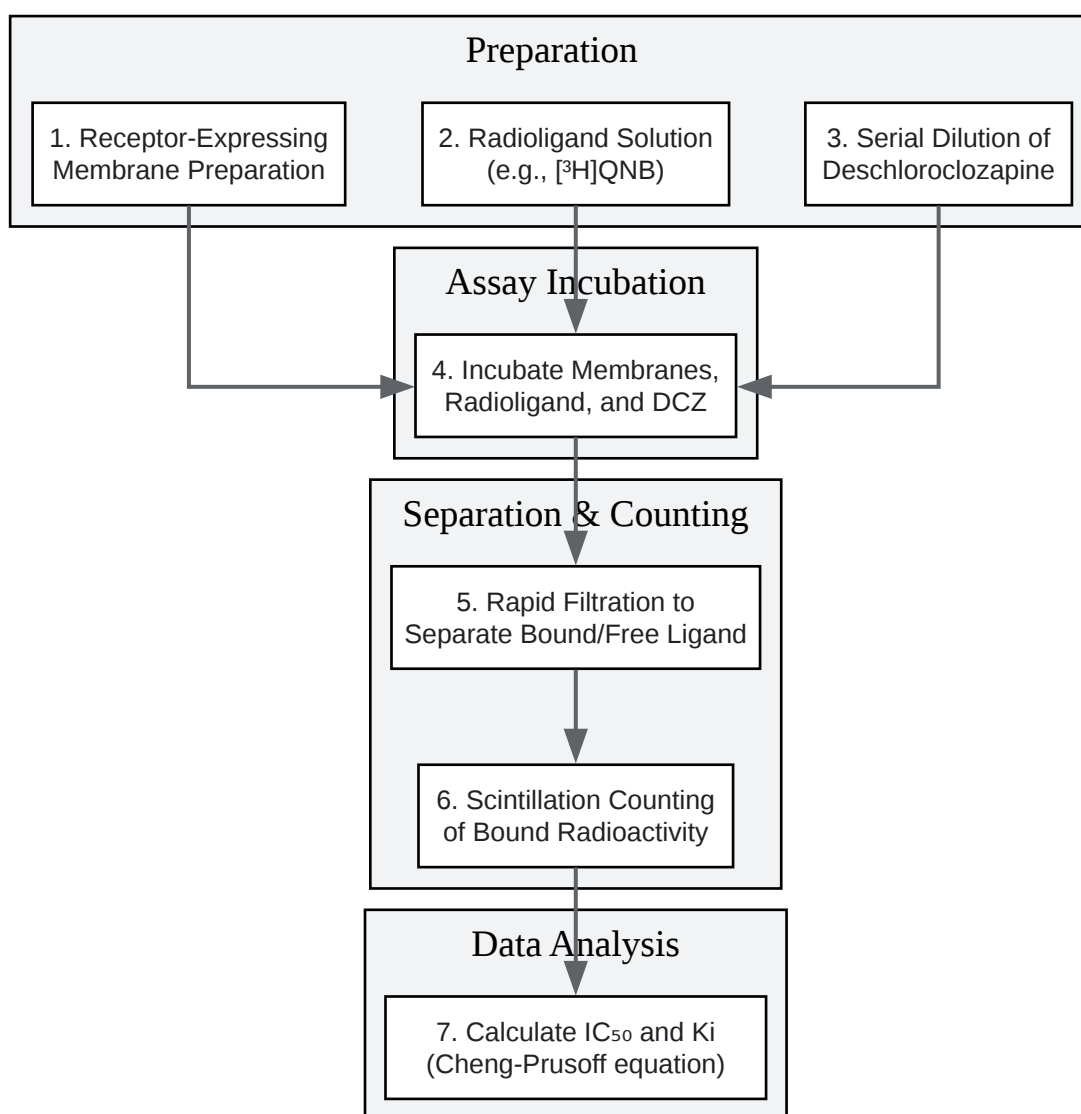 Preparation
1. Receptor-Expressing
Membrane Preparation
2. Radioligand Solution
(e.g., [³H]QNB)
3. Serial Dilution of
Deschloroclozapine
Assay Incubation
4. Incubate Membranes,
Radioligand, and DCZ
Separation & Counting
5. Rapid Filtration to
Separate Bound/Free Ligand
6. Scintillation Counting
of Bound Radioactivity
Data Analysis
7. Calculate IC₅₀ and Ki
(Cheng-Prusoff equation)